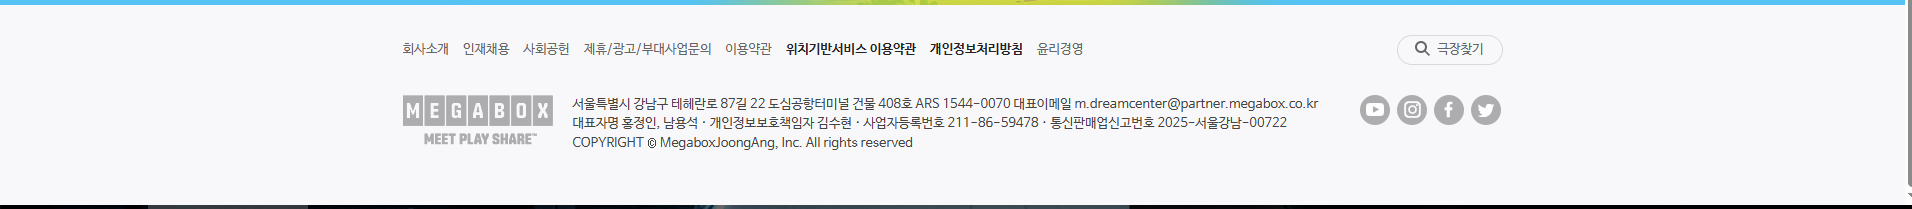 회사소개 인재채용 사회공헌 제휴/광고/부대사업문의 이용약관 위치기반서비스 이용약관 개인정보처리방침 윤리경영
극장찾기
MEGABOX
MEET PLAY SHARE™
서울특별시 강남구 테헤란로 87길 22 도심공항터미널 건물 408호 ARS 1544-0070 대표이메일 m.dreamcenter@partner.megabox.co.kr
대표자명 홍정인, 남용석 · 개인정보보호책임자 김수현 · 사업자등록번호 211-86-59478 · 통신판매업신고번호 2025-서울강남-00722
COPYRIGHT © MegaboxJoongAng, Inc. All rights reserved